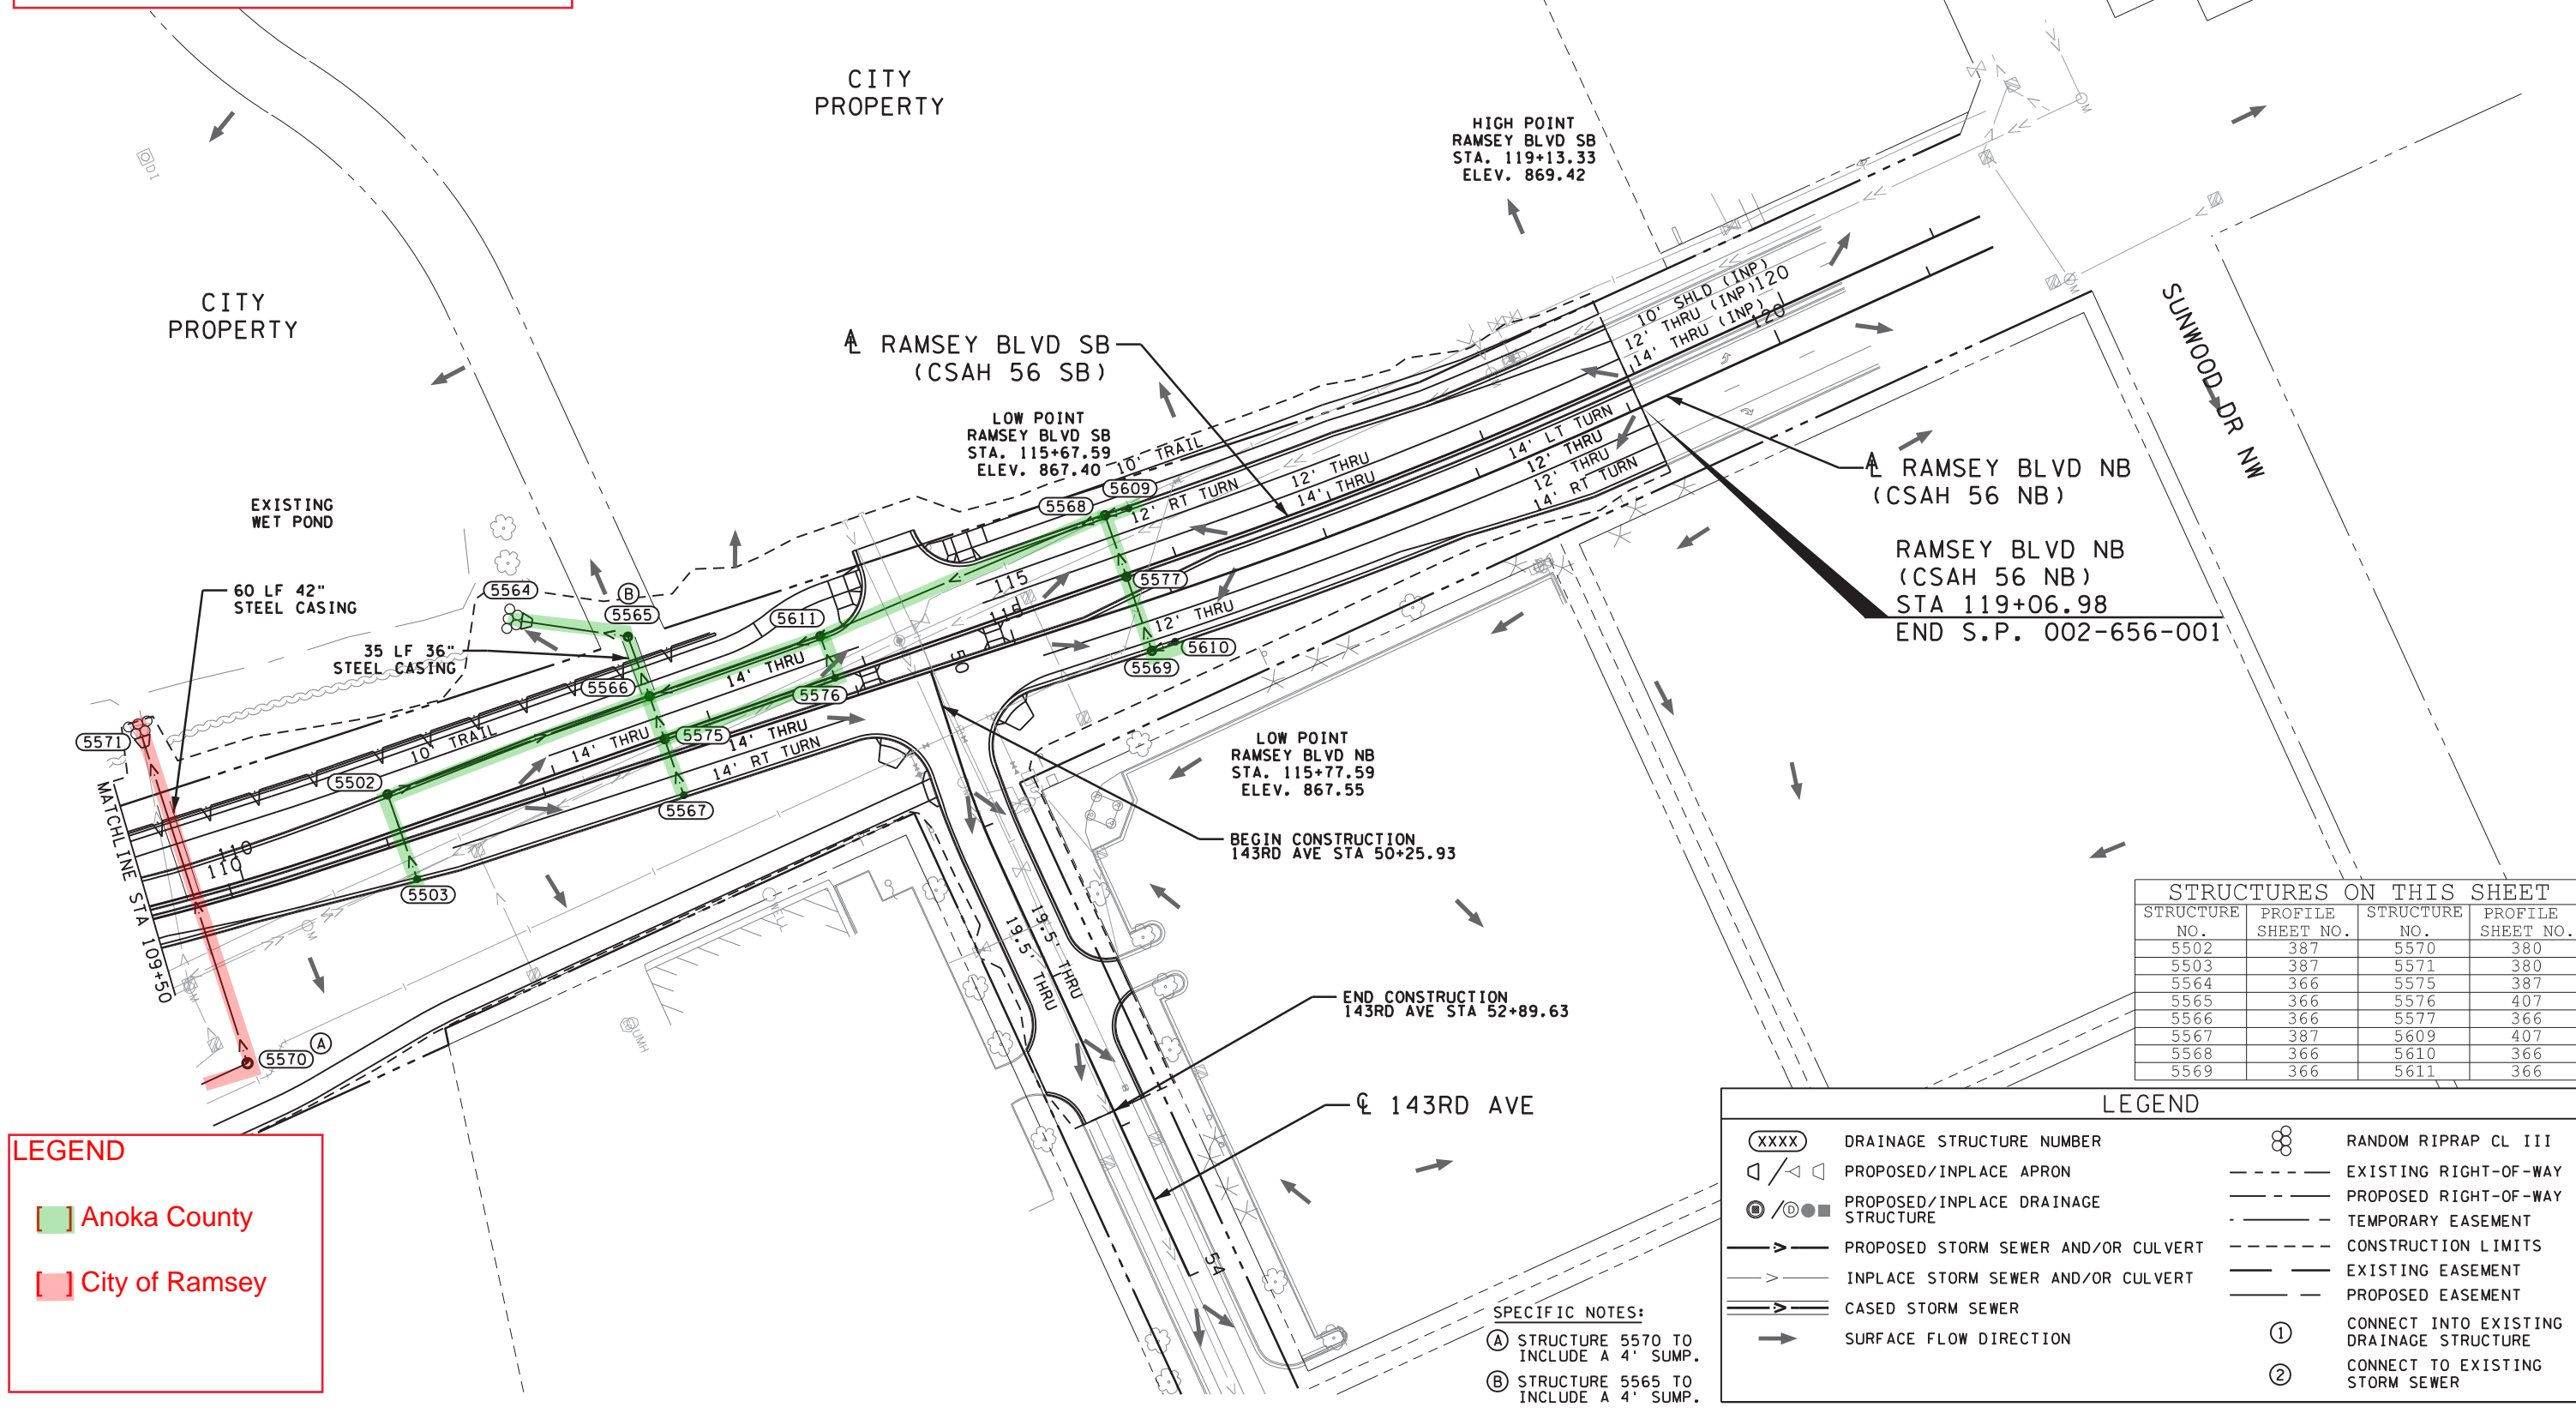 CITY
PROPERTY
CITY
PROPERTY
HIGH POINT
RAMSEY BLVD SB
STA. 119+13.33
ELEV. 869.42
RAMSEY BLVD SB
(CSAH 56 SB)
LOW POINT
RAMSEY BLVD SB
STA. 115+67.59
ELEV. 867.40
10' TRAIL
10' SHLD (INP)
12' THRU (INP)
14' THRU (INP)
120
120
SUNWOOD DR NW
14' LT TURN
12' THRU
12' THRU
14' RT TURN
12' THRU
14' THRU
12' RT TURN
RAMSEY BLVD NB
(CSAH 56 NB)
RAMSEY BLVD NB
(CSAH 56 NB)
STA 119+06.98
END S.P. 002-656-001
EXISTING
WET POND
60 LF 42"
STEEL CASING
35 LF 36"
STEEL CASING
5564
B
5565
5611
5568
5609
5577
5610
5569
115
115
12' THRU
5566
5576
14' THRU
5575
14' THRU
14' THRU
14' RT TURN
10' TRAIL
5571
5502
5567
5503
110
110
50
MATCHLINE STA 109+50
5570
A
LOW POINT
RAMSEY BLVD NB
STA. 115+77.59
ELEV. 867.55
BEGIN CONSTRUCTION
143RD AVE STA 50+25.93
19.5' THRU
19.5' THRU
END CONSTRUCTION
143RD AVE STA 52+89.63
℄ 143RD AVE
54
WELL
D1
M
M
M
M
STRUCTURES ON THIS SHEET
STRUCTURE NO. PROFILE SHEET NO. STRUCTURE NO. PROFILE SHEET NO.
5502 387 5570 380
5503 387 5571 380
5564 366 5575 387
5565 366 5576 407
5566 366 5577 366
5567 387 5609 407
5568 366 5610 366
5569 366 5611 366
LEGEND
[ ] Anoka County
[ ] City of Ramsey
SPECIFIC NOTES:
A STRUCTURE 5570 TO
INCLUDE A 4' SUMP.
B STRUCTURE 5565 TO
INCLUDE A 4' SUMP.
LEGEND
XXXX DRAINAGE STRUCTURE NUMBER
PROPOSED/INPLACE APRON
PROPOSED/INPLACE DRAINAGE
STRUCTURE
PROPOSED STORM SEWER AND/OR CULVERT
INPLACE STORM SEWER AND/OR CULVERT
CASED STORM SEWER
SURFACE FLOW DIRECTION
RANDOM RIPRAP CL III
EXISTING RIGHT-OF-WAY
PROPOSED RIGHT-OF-WAY
TEMPORARY EASEMENT
CONSTRUCTION LIMITS
EXISTING EASEMENT
PROPOSED EASEMENT
1 CONNECT INTO EXISTING
DRAINAGE STRUCTURE
2 CONNECT TO EXISTING
STORM SEWER